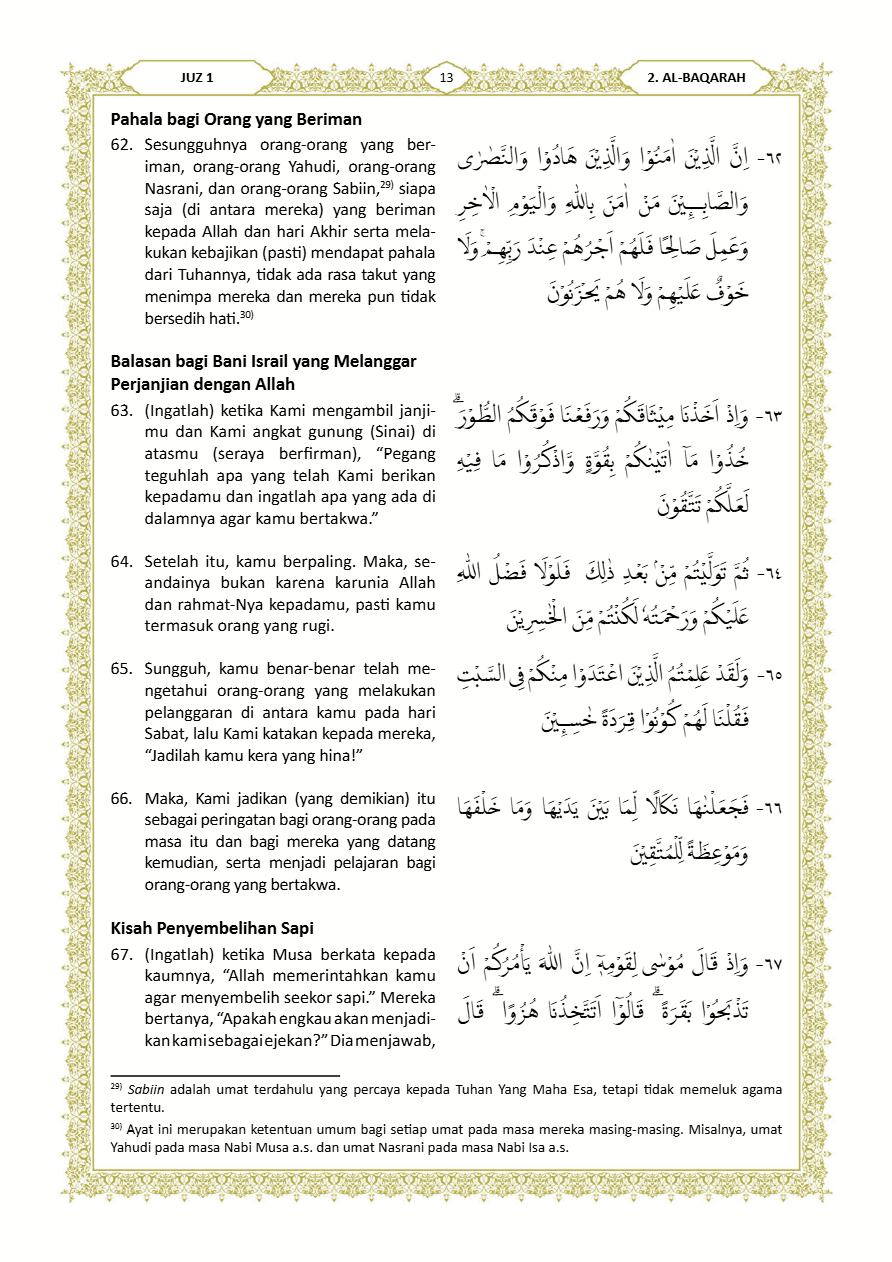 JUZ 1
13
2. AL-BAQARAH
Pahala bagi Orang yang Beriman
62. Sesungguhnya orang-orang yang ber-
iman, orang-orang Yahudi, orang-orang
Nasrani, dan orang-orang Sabiin,29) siapa
saja (di antara mereka) yang beriman
kepada Allah dan hari Akhir serta mela-
kukan kebajikan (pasti) mendapat pahala
dari Tuhannya, tidak ada rasa takut yang
menimpa mereka dan mereka pun tidak
bersedih hati.30)
٦٢- اِنَّ الَّذِيْنَ اٰمَنُوْا وَالَّذِيْنَ هَادُوْا وَالنَّصٰرٰى
وَالصَّابِـِٕيْنَ مَنْ اٰمَنَ بِاللّٰهِ وَالْيَوْمِ الْاٰخِرِ
وَعَمِلَ صَالِحًا فَلَهُمْ اَجْرُهُمْ عِنْدَ رَبِّهِمْۚ وَلَا
خَوْفٌ عَلَيْهِمْ وَلَا هُمْ يَحْزَنُوْنَ
Balasan bagi Bani Israil yang Melanggar
Perjanjian dengan Allah
63. (Ingatlah) ketika Kami mengambil janji-
mu dan Kami angkat gunung (Sinai) di
atasmu (seraya berfirman), “Pegang
teguhlah apa yang telah Kami berikan
kepadamu dan ingatlah apa yang ada di
dalamnya agar kamu bertakwa.”
٦٣- وَاِذْ اَخَذْنَا مِيْثَاقَكُمْ وَرَفَعْنَا فَوْقَكُمُ الطُّوْرَۗ
خُذُوْا مَآ اٰتَيْنٰكُمْ بِقُوَّةٍ وَّاذْكُرُوْا مَا فِيْهِ
لَعَلَّكُمْ تَتَّقُوْنَ
64. Setelah itu, kamu berpaling. Maka, se-
andainya bukan karena karunia Allah
dan rahmat-Nya kepadamu, pasti kamu
termasuk orang yang rugi.
٦٤- ثُمَّ تَوَلَّيْتُمْ مِّنْۢ بَعْدِ ذٰلِكَ فَلَوْلَا فَضْلُ اللّٰهِ
عَلَيْكُمْ وَرَحْمَتُهٗ لَكُنْتُمْ مِّنَ الْخٰسِرِيْنَ
65. Sungguh, kamu benar-benar telah me-
ngetahui orang-orang yang melakukan
pelanggaran di antara kamu pada hari
Sabat, lalu Kami katakan kepada mereka,
“Jadilah kamu kera yang hina!”
٦٥- وَلَقَدْ عَلِمْتُمُ الَّذِيْنَ اعْتَدَوْا مِنْكُمْ فِى السَّبْتِ
فَقُلْنَا لَهُمْ كُوْنُوْا قِرَدَةً خٰسِـِٕيْنَ
66. Maka, Kami jadikan (yang demikian) itu
sebagai peringatan bagi orang-orang pada
masa itu dan bagi mereka yang datang
kemudian, serta menjadi pelajaran bagi
orang-orang yang bertakwa.
٦٦- فَجَعَلْنٰهَا نَكَالًا لِّمَا بَيْنَ يَدَيْهَا وَمَا خَلْفَهَا
وَمَوْعِظَةً لِّلْمُتَّقِيْنَ
Kisah Penyembelihan Sapi
67. (Ingatlah) ketika Musa berkata kepada
kaumnya, “Allah memerintahkan kamu
agar menyembelih seekor sapi.” Mereka
bertanya, “Apakah engkau akan menjadi-
kan kami sebagai ejekan?” Dia menjawab,
٦٧- وَاِذْ قَالَ مُوْسٰى لِقَوْمِهٖٓ اِنَّ اللّٰهَ يَأْمُرُكُمْ اَنْ
تَذْبَحُوْا بَقَرَةًۗ قَالُوْٓا اَتَتَّخِذُنَا هُزُوًاۗ قَالَ
29) Sabiin adalah umat terdahulu yang percaya kepada Tuhan Yang Maha Esa, tetapi tidak memeluk agama
tertentu.
30) Ayat ini merupakan ketentuan umum bagi setiap umat pada masa mereka masing-masing. Misalnya, umat
Yahudi pada masa Nabi Musa a.s. dan umat Nasrani pada masa Nabi Isa a.s.